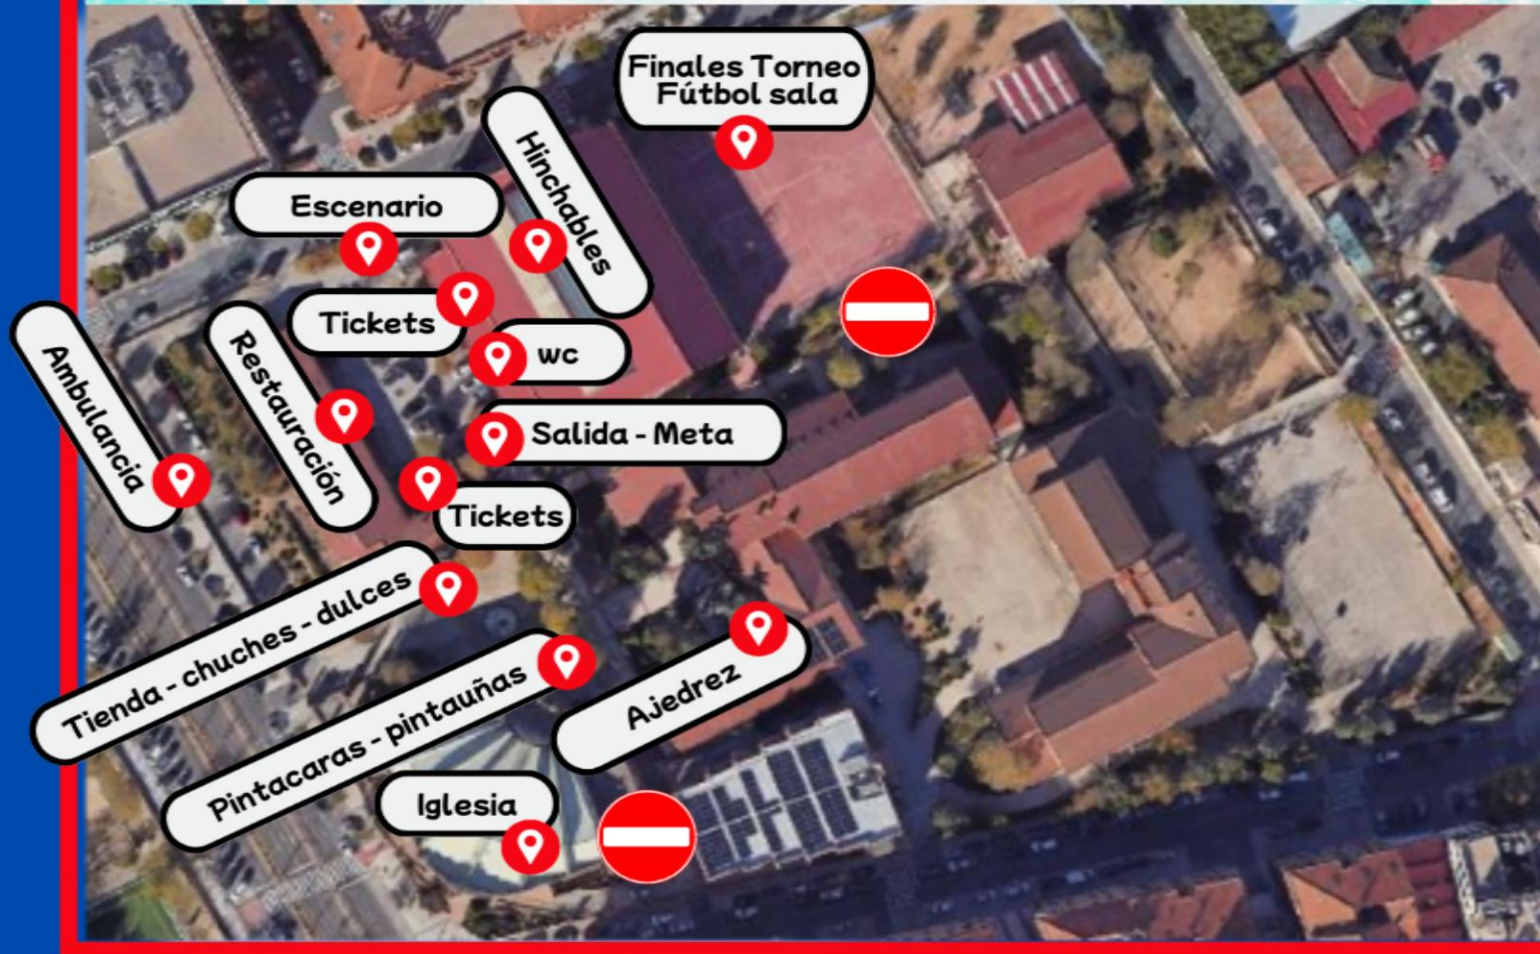 Finales Torneo
Fútbol sala
Hinchables
Escenario
Tickets
wc
Ambulancia
Restauración
Salida - Meta
Tickets
Tienda - chuches - dulces
Pintacaras - pintauñas
Ajedrez
Iglesia